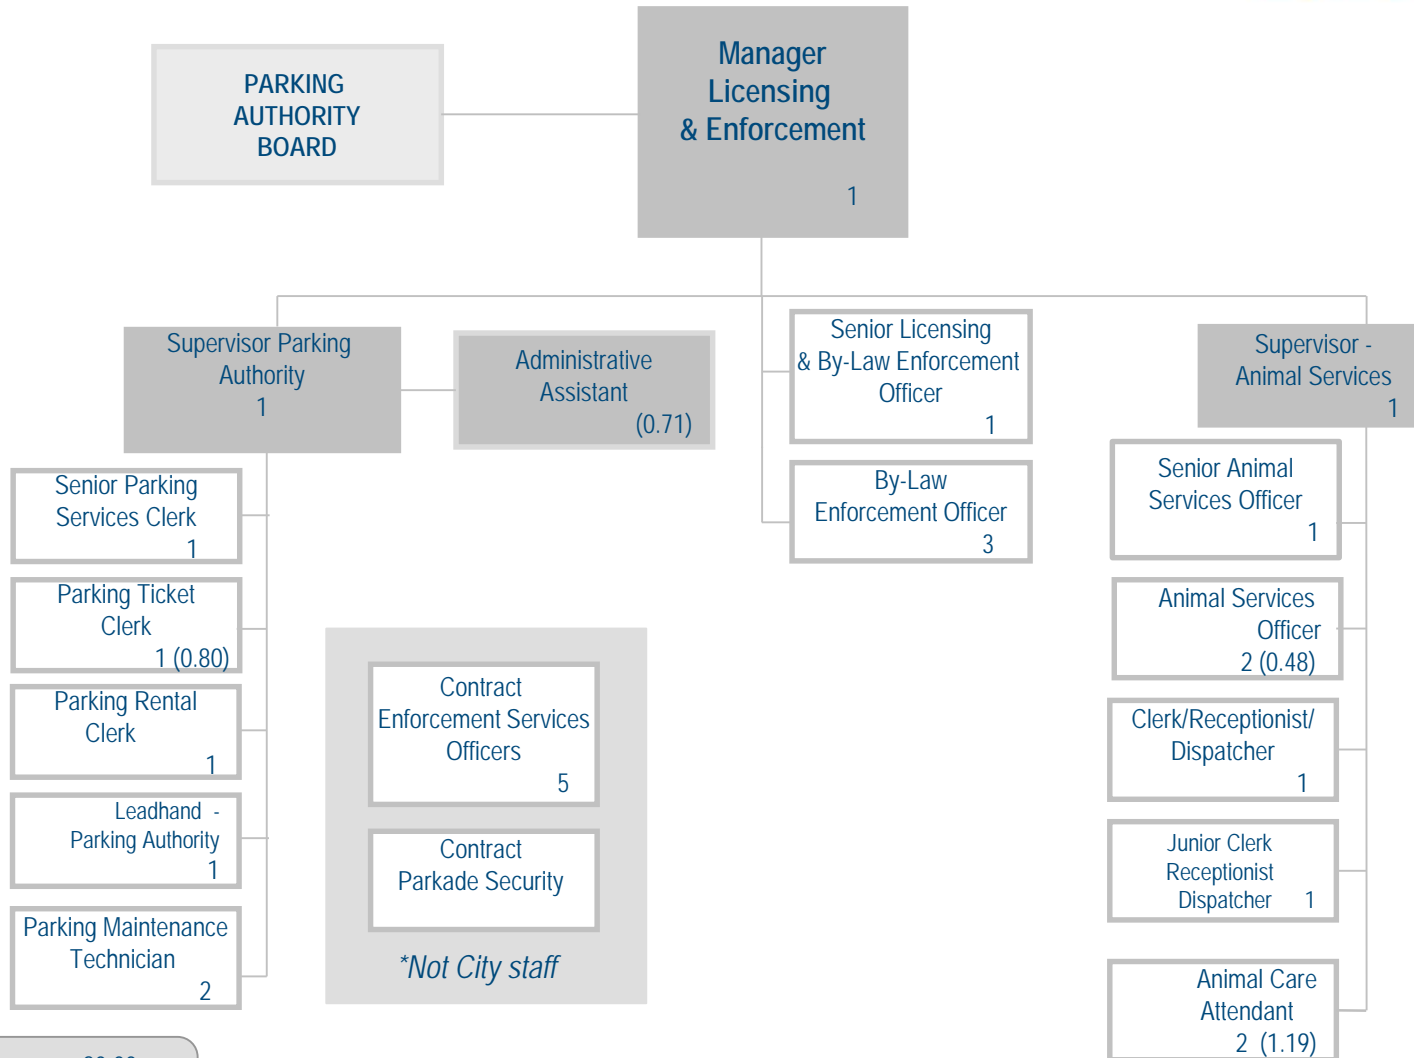 PARKING
AUTHORITY
BOARD
Manager
Licensing
& Enforcement
1
Supervisor Parking
Authority
1
Administrative
Assistant
(0.71)
Senior Licensing
& By-Law Enforcement
Officer
1
By-Law
Enforcement Officer
3
Supervisor -
Animal Services
1
Senior Parking
Services Clerk
1
Parking Ticket
Clerk
1 (0.80)
Parking Rental
Clerk
1
Leadhand -
Parking Authority
1
Parking Maintenance
Technician
2
Contract
Enforcement Services
Officers
5
Contract
Parkade Security
*Not City staff
Senior Animal
Services Officer
1
Animal Services
Officer
2 (0.48)
Clerk/Receptionist/
Dispatcher
1
Junior Clerk
Receptionist
Dispatcher 1
Animal Care
Attendant
2 (1.19)